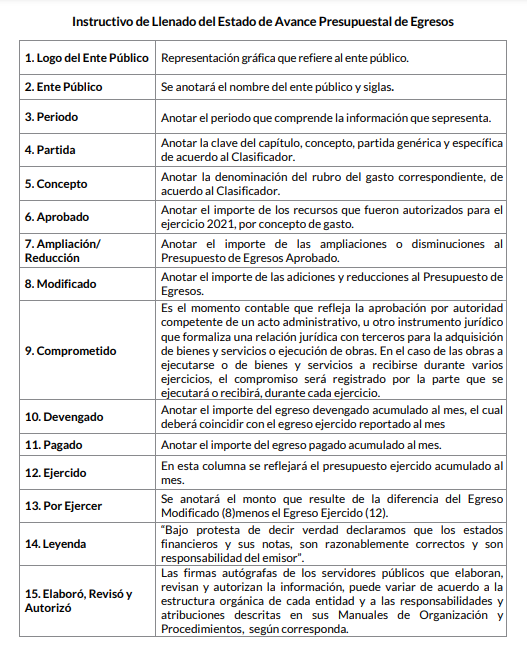 Instructivo de Llenado del Estado de Avance Presupuestal de Egresos
1. Logo del Ente Público
Representación gráfica que refiere al ente público.
2. Ente Público
Se anotará el nombre del ente público y siglas.
3. Periodo
Anotar el periodo que comprende la información que sepresenta.
4. Partida
Anotar la clave del capítulo, concepto, partida genérica y específica
de acuerdo al Clasificador.
5. Concepto
Anotar la denominación del rubro del gasto correspondiente, de
acuerdo al Clasificador.
6. Aprobado
Anotar el importe de los recursos que fueron autorizados para el
ejercicio 2021, por concepto de gasto.
7. Ampliación/
Reducción
Anotar el importe de las ampliaciones o disminuciones al
Presupuesto de Egresos Aprobado.
8. Modificado
Anotar el importe de las adiciones y reducciones al Presupuesto de
Egresos.
9. Comprometido
Es el momento contable que refleja la aprobación por autoridad
competente de un acto administrativo, u otro instrumento jurídico
que formaliza una relación jurídica con terceros para la adquisición
de bienes y servicios o ejecución de obras. En el caso de las obras a
ejecutarse o de bienes y servicios a recibirse durante varios
ejercicios, el compromiso será registrado por la parte que se
ejecutará o recibirá, durante cada ejercicio.
10. Devengado
Anotar el importe del egreso devengado acumulado al mes, el cual
deberá coincidir con el egreso ejercido reportado al mes
11. Pagado
Anotar el importe del egreso pagado acumulado al mes.
12. Ejercido
En esta columna se reflejará el presupuesto ejercido acumulado al
mes.
13. Por Ejercer
Se anotará el monto que resulte de la diferencia del Egreso
Modificado (8)menos el Egreso Ejercido (12).
14. Leyenda
“Bajo protesta de decir verdad declaramos que los estados
financieros y sus notas, son razonablemente correctos y son
responsabilidad del emisor”.
15. Elaboró, Revisó y
Autorizó
Las firmas autógrafas de los servidores públicos que elaboran,
revisan y autorizan la información, puede variar de acuerdo a la
estructura orgánica de cada entidad y a las responsabilidades y
atribuciones descritas en sus Manuales de Organización y
Procedimientos, según corresponda.